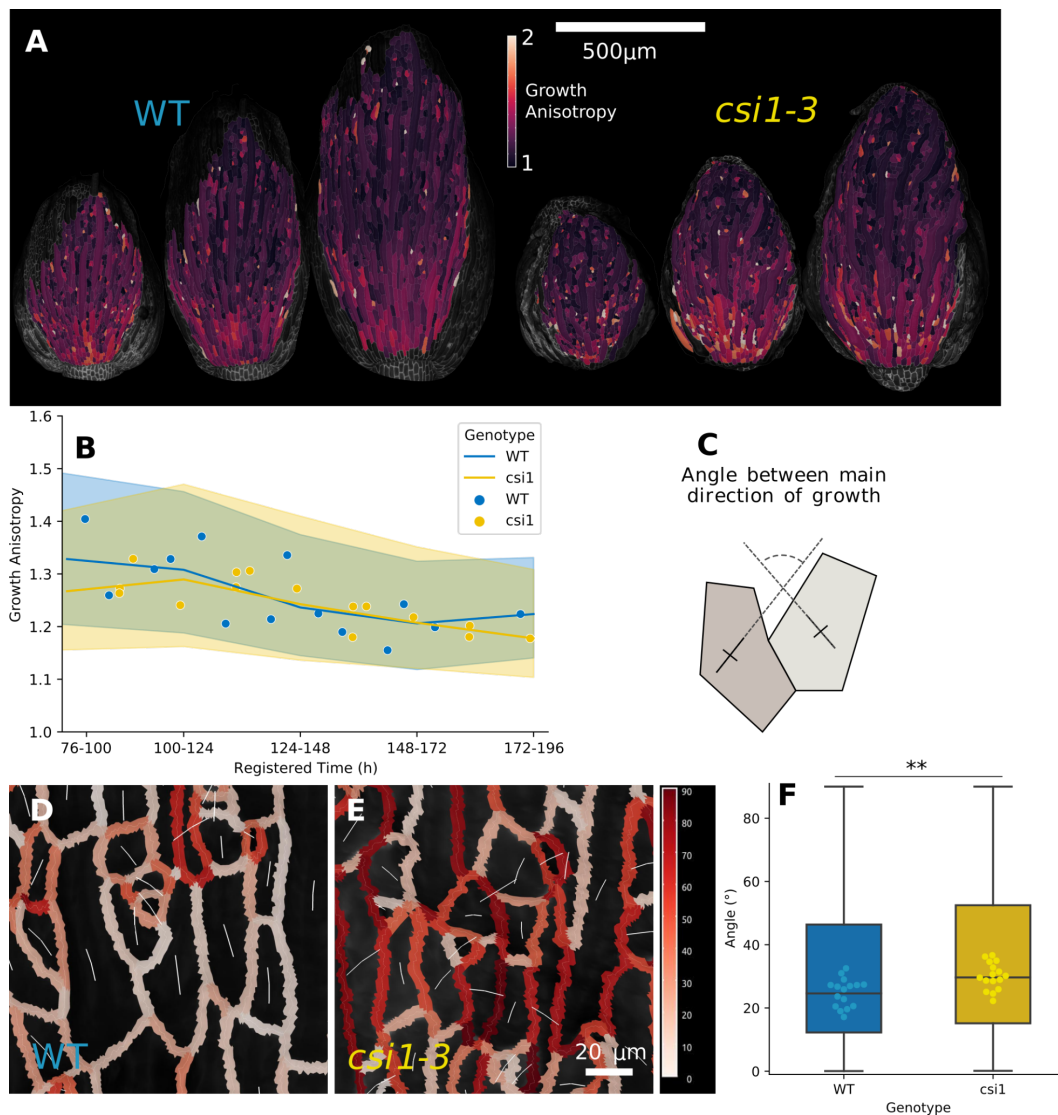 A
WT
2
Growth
Anisotropy
1
500μm
csi1-3
B
1.6
1.5
1.4
1.3
1.2
1.1
1.0
Growth Anisotropy
76-100
100-124
124-148
148-172
172-196
Registered Time (h)
Genotype
WT
csi1
WT
csi1
C
Angle between main
direction of growth
D
WT
E
csi1-3
20 μm
90
80
70
60
50
40
30
20
10
0
F
**
80
60
40
20
0
Angle (°)
WT
csi1
Genotype